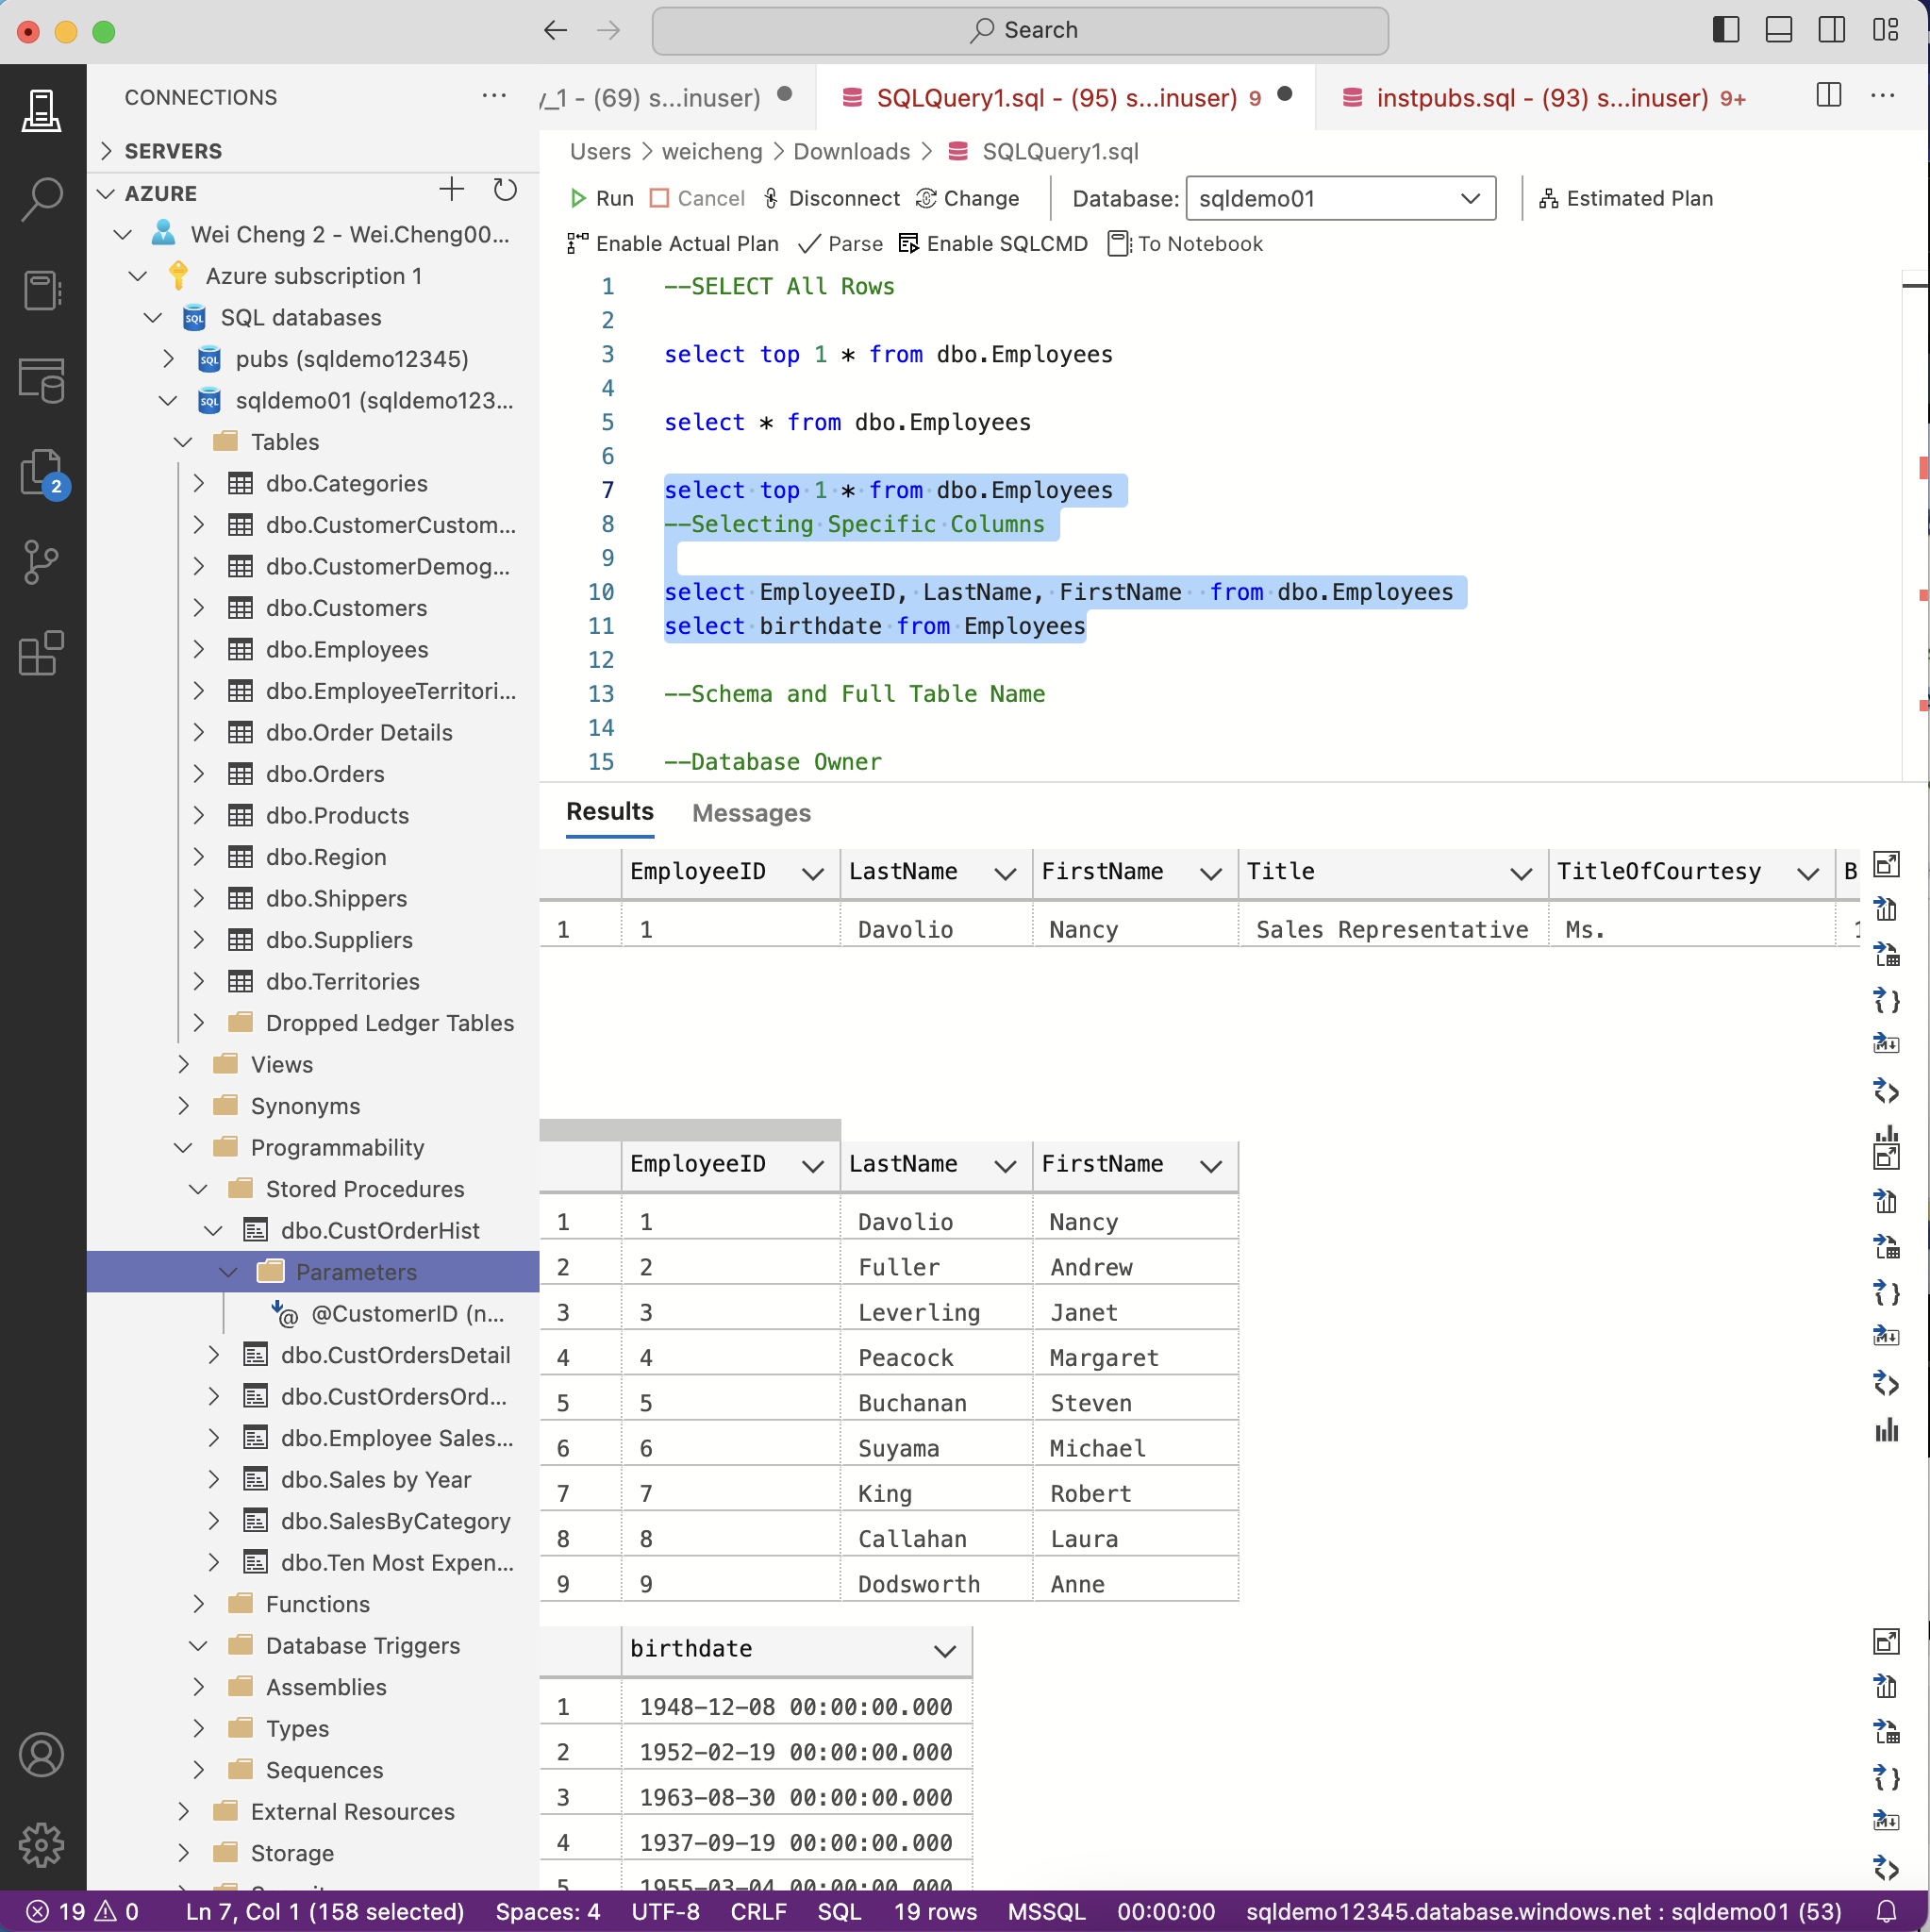 Search
CONNECTIONS
SERVERS
AZURE
Wei Cheng 2 - Wei.Cheng00...
Azure subscription 1
SQL databases
pubs (sqldemo12345)
sqldemo01 (sqldemo123...
Tables
dbo.Categories
dbo.CustomerCustom...
dbo.CustomerDemog...
dbo.Customers
dbo.Employees
dbo.EmployeeTerritori...
dbo.Order Details
dbo.Orders
dbo.Products
dbo.Region
dbo.Shippers
dbo.Suppliers
dbo.Territories
Dropped Ledger Tables
Views
Synonyms
Programmability
Stored Procedures
dbo.CustOrderHist
Parameters
@CustomerID (n...
dbo.CustOrdersDetail
dbo.CustOrdersOrd...
dbo.Employee Sales...
dbo.Sales by Year
dbo.SalesByCategory
dbo.Ten Most Expen...
Functions
Database Triggers
Assemblies
Types
Sequences
External Resources
Storage
2
y_1 - (69) s...inuser) SQLQuery1.sql - (95) s...inuser) 9 instpubs.sql - (93) s...inuser) 9+
Users > weicheng > Downloads > SQLQuery1.sql
Run Cancel Disconnect Change Database: sqldemo01 Estimated Plan
Enable Actual Plan Parse Enable SQLCMD To Notebook
1 --SELECT All Rows
2
3 select top 1 * from dbo.Employees
4
5 select * from dbo.Employees
6
7 select top 1 * from dbo.Employees
8 --Selecting Specific Columns
9
10 select EmployeeID, LastName, FirstName  from dbo.Employees
11 select birthdate from Employees
12
13 --Schema and Full Table Name
14
15 --Database Owner
Results Messages
EmployeeID LastName FirstName Title TitleOfCourtesy B
1 1 Davolio Nancy Sales Representative Ms. 1
EmployeeID LastName FirstName
1 1 Davolio Nancy
2 2 Fuller Andrew
3 3 Leverling Janet
4 4 Peacock Margaret
5 5 Buchanan Steven
6 6 Suyama Michael
7 7 King Robert
8 8 Callahan Laura
9 9 Dodsworth Anne
birthdate
1 1948-12-08 00:00:00.000
2 1952-02-19 00:00:00.000
3 1963-08-30 00:00:00.000
4 1937-09-19 00:00:00.000
5 1955-03-04 00:00:00.000
19 0 Ln 7, Col 1 (158 selected) Spaces: 4 UTF-8 CRLF SQL 19 rows MSSQL 00:00:00 sqldemo12345.database.windows.net : sqldemo01 (53)